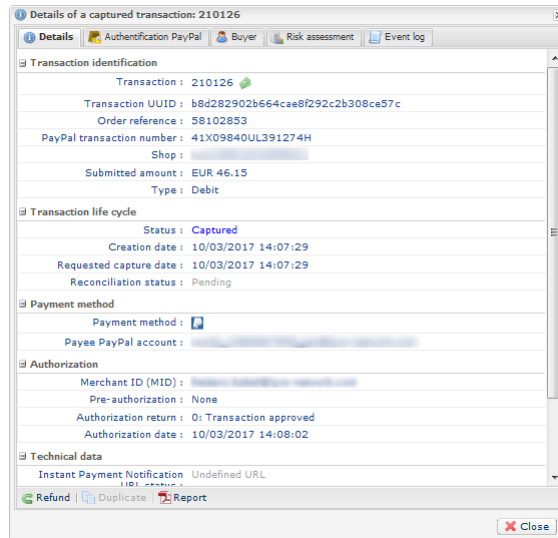 Details of a captured transaction: 210126
Details Authentification PayPal Buyer Risk assessment Event log
Transaction identification
Transaction : 210126
Transaction UUID : b8d282902b664cae8f292c2b308ce57c
Order reference : 58102853
PayPal transaction number : 41X09840UL391274H
Shop :
Submitted amount : EUR 46.15
Type : Debit
Transaction life cycle
Status : Captured
Creation date : 10/03/2017 14:07:29
Requested capture date : 10/03/2017 14:07:29
Reconciliation status : Pending
Payment method
Payment method :
Payee PayPal account :
Authorization
Merchant ID (MID) :
Pre-authorization : None
Authorization return : 0: Transaction approved
Authorization date : 10/03/2017 14:08:02
Technical data
Instant Payment Notification Undefined URL
URL status :
Refund Duplicate Report
Close